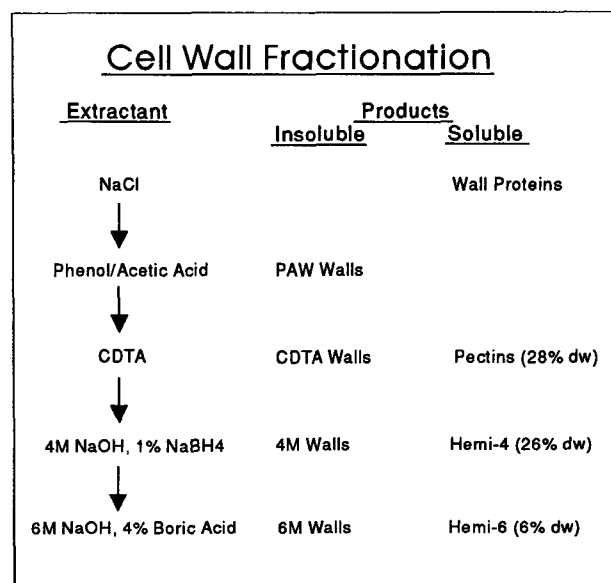 Cell Wall Fractionation
Extractant Products
Insoluble Soluble
NaCl Wall Proteins
Phenol/Acetic Acid PAW Walls
CDTA CDTA Walls Pectins (28% dw)
4M NaOH, 1% NaBH4 4M Walls Hemi-4 (26% dw)
6M NaOH, 4% Boric Acid 6M Walls Hemi-6 (6% dw)